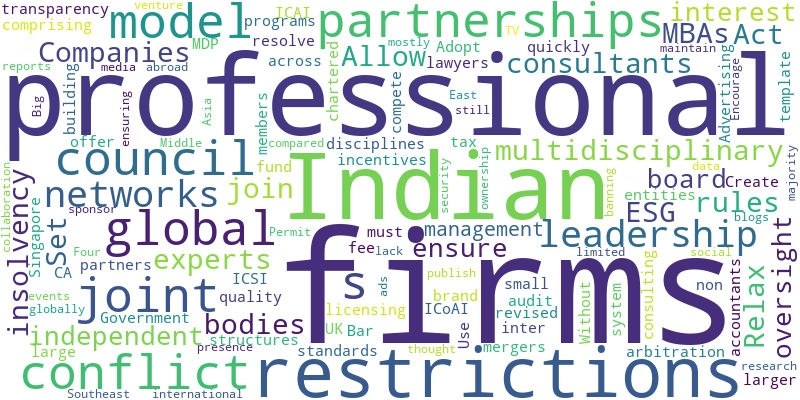 transparency
venture
comprising
model
ICAI
programs
MDP
resolve
partnerships
TV
interest
Companies
Allow
mostly
Adopt
quickly
MBAs
Act
reports
media
abroad
across
chartered
lawyers
consultants
Advertising
Encourage
maintain
template
Big
building
ensuring
professional
Asia
members
compete
East
still
offer
Middle
compared
disciplines
tax
multidisciplinary
council
fund
incentives
security
ownership
banning
data
majority
networks
join
Indian
entities
board
Create
collaboration
insolvency
Singapore
Set
sponsor
global
Permit
fee
must
management
ESG
rules
blogs
CA
partners
experts
Four
lack
ensure
leadership
oversight
events
globally
joint
ICSI
quality
s
firms
ads
publish
brand
limited
social
Relax
accountants
non
Government
independent
bodies
licensing
UK
Bar
ICoAI
Use
small
audit
revised
inter
Without
system
consulting
large
structures
presence
standards
thought
mergers
arbitration
research
larger
conflict
restrictions
Southeast
international